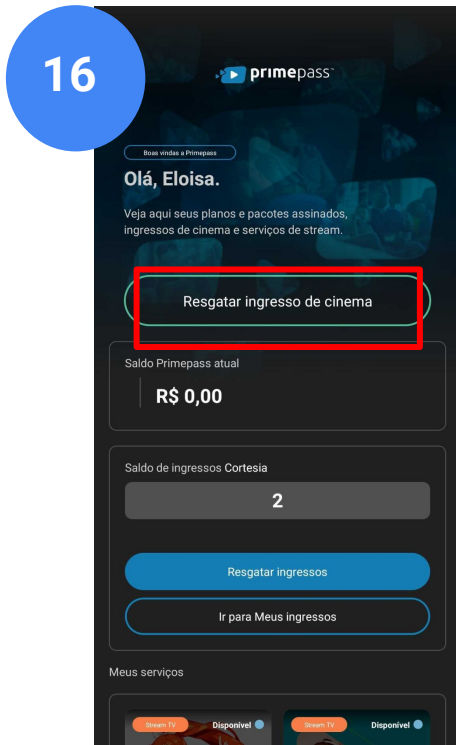 16
primepass
Boas vindas a Primepass
Olá, Eloisa.
Veja aqui seus planos e pacotes assinados,
ingressos de cinema e serviços de stream.
Resgatar ingresso de cinema
Saldo Primepass atual
R$ 0,00
Saldo de ingressos Cortesia
2
Resgatar ingressos
Ir para Meus ingressos
Meus serviços
Stream TV Disponível Stream TV Disponível